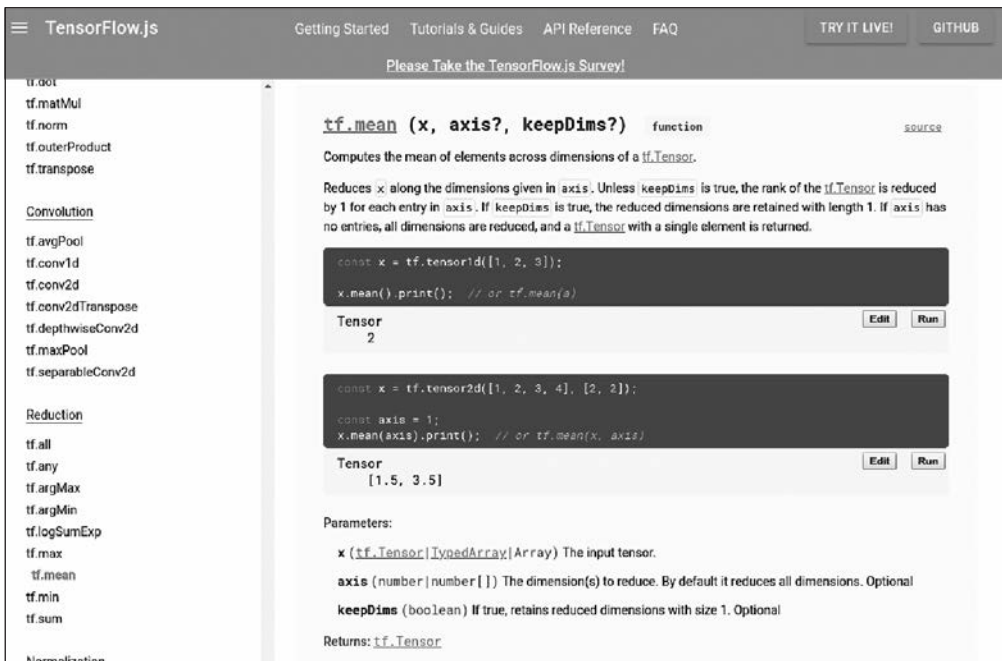 TensorFlow.js
Getting Started Tutorials & Guides API Reference FAQ
TRY IT LIVE! GITHUB
Please Take the TensorFlow.js Survey!
tf.dot
tf.matMul
tf.norm
tf.outerProduct
tf.transpose
Convolution
tf.avgPool
tf.conv1d
tf.conv2d
tf.conv2dTranspose
tf.depthwiseConv2d
tf.maxPool
tf.separableConv2d
Reduction
tf.all
tf.any
tf.argMax
tf.argMin
tf.logSumExp
tf.max
tf.mean
tf.min
tf.sum
Normalization
tf.mean (x, axis?, keepDims?) function source
Computes the mean of elements across dimensions of a tf.Tensor.
Reduces x along the dimensions given in axis. Unless keepDims is true, the rank of the tf.Tensor is reduced
by 1 for each entry in axis. If keepDims is true, the reduced dimensions are retained with length 1. If axis has
no entries, all dimensions are reduced, and a tf.Tensor with a single element is returned.
const x = tf.tensor1d([1, 2, 3]);
x.mean().print(); // or tf.mean(a)
Tensor
2
Edit Run
const x = tf.tensor2d([1, 2, 3, 4], [2, 2]);
const axis = 1;
x.mean(axis).print(); // or tf.mean(x, axis)
Tensor
[1.5, 3.5]
Edit Run
Parameters:
x (tf.Tensor|TypedArray|Array) The input tensor.
axis (number|number[]) The dimension(s) to reduce. By default it reduces all dimensions. Optional
keepDims (boolean) If true, retains reduced dimensions with size 1. Optional
Returns: tf.Tensor